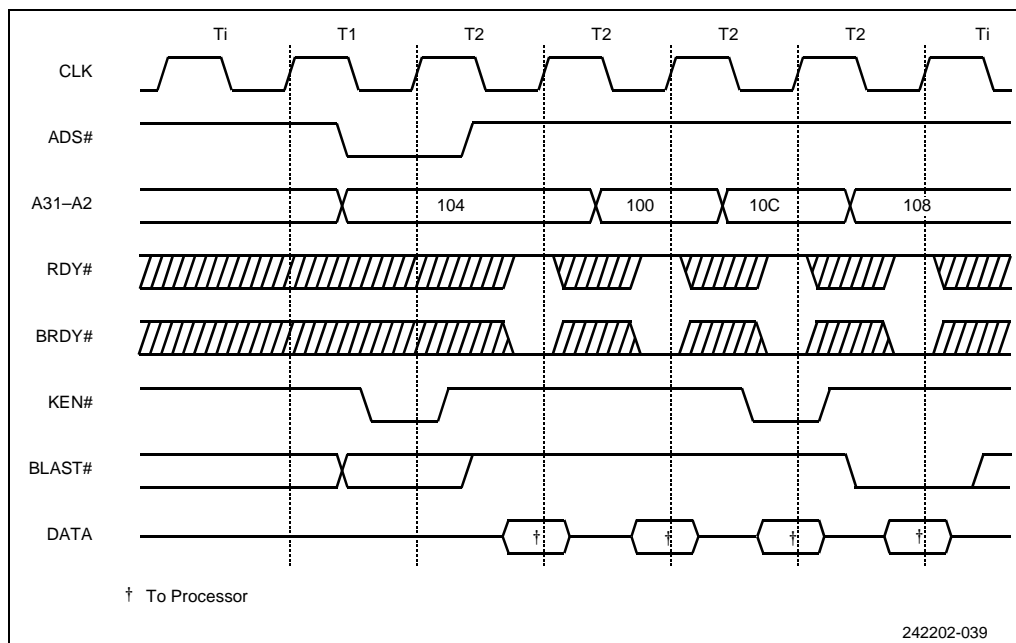 Ti T1 T2 T2 T2 T2 Ti
CLK
ADS#
A31–A2 104 100 10C 108
RDY#
BRDY#
KEN#
BLAST#
DATA † † † †
† To Processor
242202-039